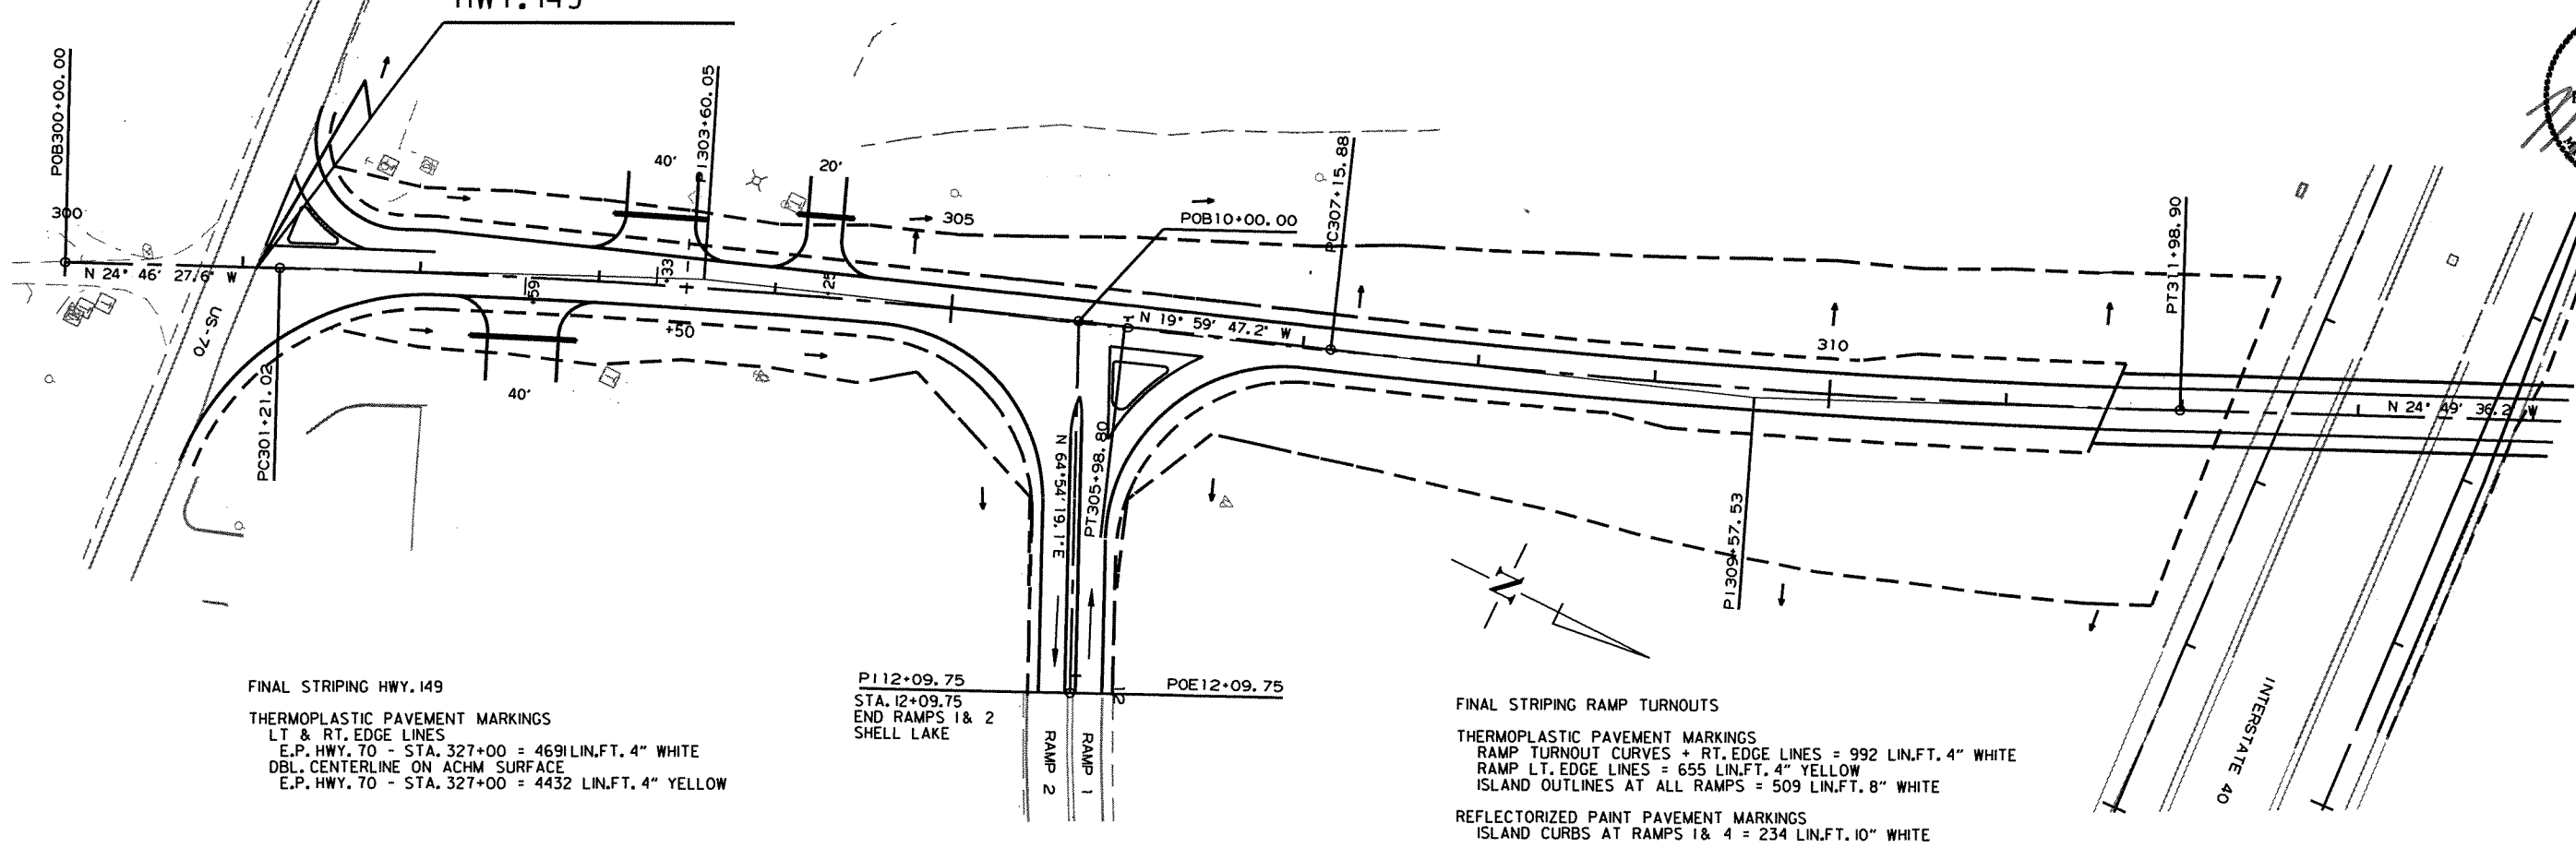 HWY. 149
POB300+00.00
300
N 24° 46' 27.6" W
US-70
PC301+21.02
40'
PI303+60.05
20'
+59
+33
+25
+50
40'
305
POB10+00.00
N 19° 59' 47.2" W
PC307+15.88
310
PT311+98.90
N 24° 49' 36.2" W
N 64°54'19.1" E
PT305+98.80
PI309+57.53
N
PI12+09.75
POE12+09.75
12
STA. 12+09.75
END RAMPS 1 & 2
SHELL LAKE
RAMP 2
RAMP 1
INTERSTATE 40
FINAL STRIPING HWY. 149
THERMOPLASTIC PAVEMENT MARKINGS
LT & RT. EDGE LINES
E.P. HWY. 70 - STA. 327+00 = 4691 LIN.FT. 4" WHITE
DBL. CENTERLINE ON ACHM SURFACE
E.P. HWY. 70 - STA. 327+00 = 4432 LIN.FT. 4" YELLOW
FINAL STRIPING RAMP TURNOUTS
THERMOPLASTIC PAVEMENT MARKINGS
RAMP TURNOUT CURVES + RT. EDGE LINES = 992 LIN.FT. 4" WHITE
RAMP LT. EDGE LINES = 655 LIN.FT. 4" YELLOW
ISLAND OUTLINES AT ALL RAMPS = 509 LIN.FT. 8" WHITE
REFLECTORIZED PAINT PAVEMENT MARKINGS
ISLAND CURBS AT RAMPS 1 & 4 = 234 LIN.FT. 10" WHITE